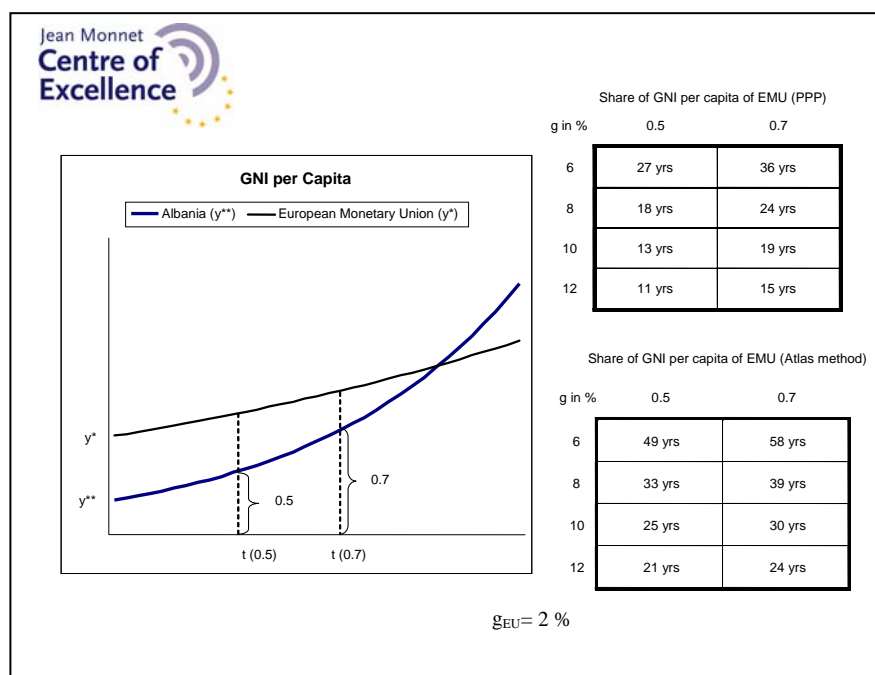 Jean Monnet
Centre of
Excellence
Share of GNI per capita of EMU (PPP)
g in % 0.5 0.7
6 27 yrs 36 yrs
8 18 yrs 24 yrs
10 13 yrs 19 yrs
12 11 yrs 15 yrs
GNI per Capita
Albania (y**) European Monetary Union (y*)
y*
y**
0.5
0.7
t (0.5) t (0.7)
Share of GNI per capita of EMU (Atlas method)
g in % 0.5 0.7
6 49 yrs 58 yrs
8 33 yrs 39 yrs
10 25 yrs 30 yrs
12 21 yrs 24 yrs
gEU= 2 %